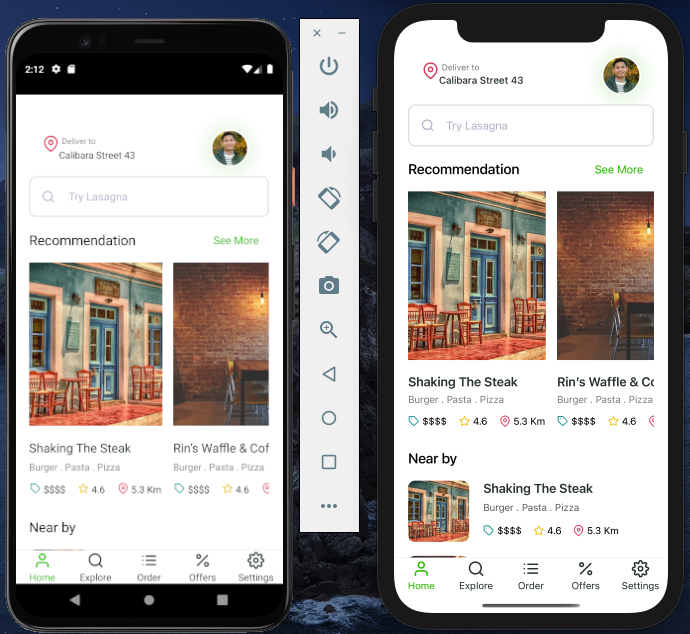 2:12
Deliver to
Calibara Street 43
Try Lasagna
Recommendation See More
Shaking The Steak Rin's Waffle & Cof
Burger . Pasta . Pizza Burger . Pasta . Pizza
$$$$ 4.6 5.3 Km $$$$ 4.6
Near by
Home Explore Order Offers Settings
Deliver to
Calibara Street 43
Try Lasagna
Recommendation See More
Shaking The Steak Rin's Waffle & Co
Burger . Pasta . Pizza Burger . Pasta . Pizza
$$$$ 4.6 5.3 Km $$$$ 4.6
Near by
Shaking The Steak
Burger . Pasta . Pizza
$$$$ 4.6 5.3 Km
Home Explore Order Offers Settings